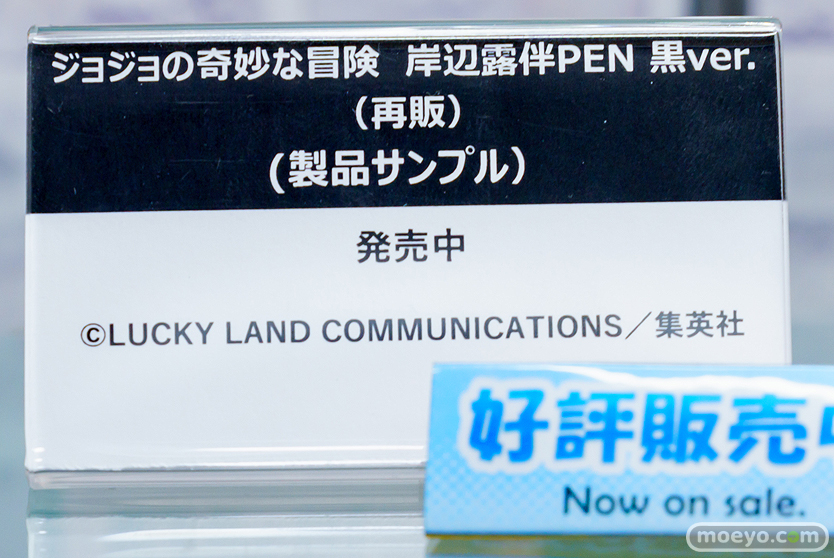 ジョジョの奇妙な冒険 岸辺露伴PEN 黒ver.
（再販）
(製品サンプル）
発売中
©LUCKY LAND COMMUNICATIONS／集英社
好評販売中
Now on sale.
moeyo.com